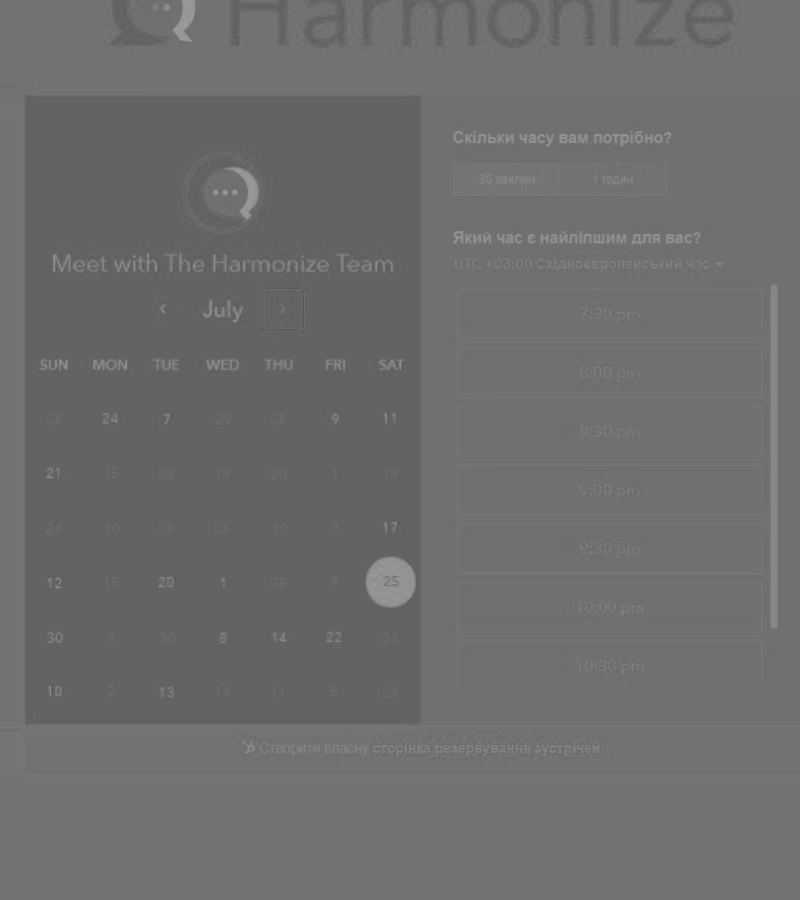 Harmonize
Meet with The Harmonize Team
July
SUN MON TUE WED THU FRI SAT
25 24 7 29 25 9 11
21 15 28 19 20 1 19
26 30 28 25 30 9 17
12 15 20 1 28 9 25
30 3 30 8 14 22 26
10 2 13 14 11 5 20
Скільки часу вам потрібно?
30 хвилин 1 годин
Який час є найліпшим для вас?
UTC +03:00 Східноєвропейський час
7:30 pm
8:00 pm
8:30 pm
9:00 pm
9:30 pm
10:00 pm
10:30 pm
Створити власну сторінка резервування зустрічей